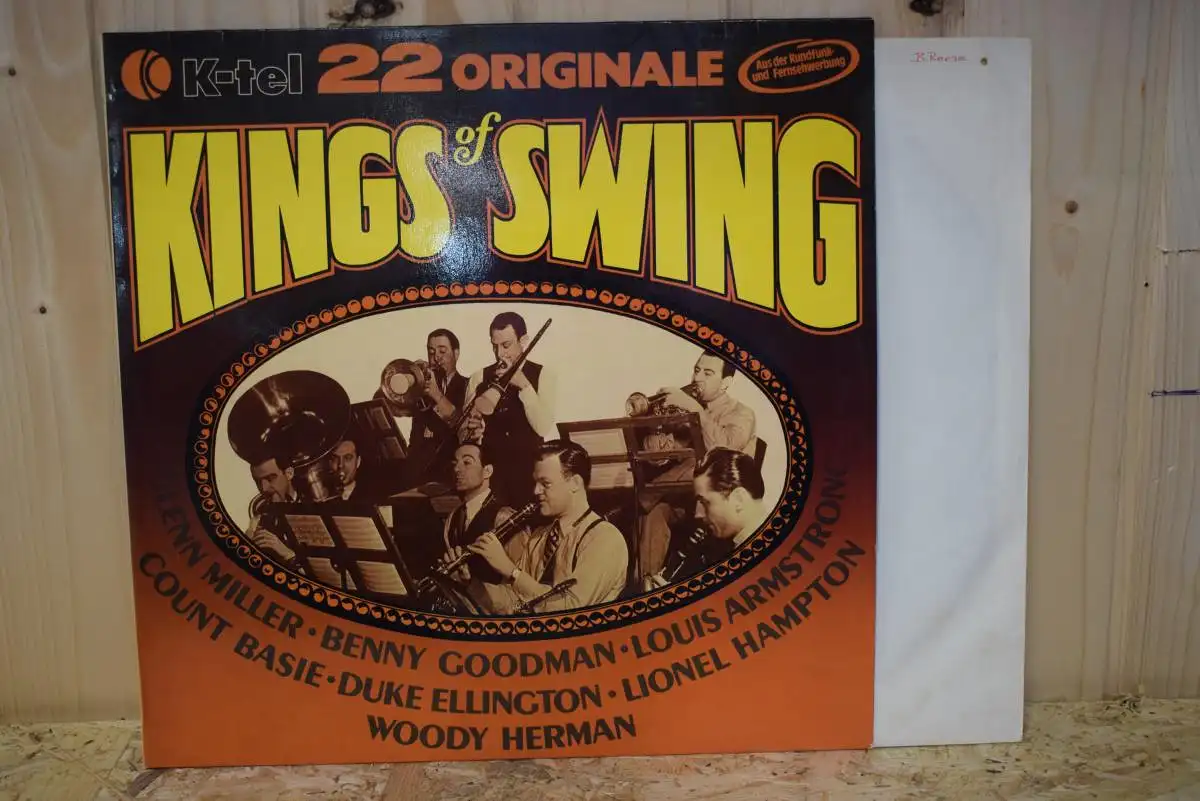 K-tel 22 ORIGINALE
Aus der Rundfunk-
und Fernsehwerbung
KINGS of SWING
GLENN MILLER • BENNY GOODMAN • LOUIS ARMSTRONG
COUNT BASIE • DUKE ELLINGTON • LIONEL HAMPTON
WOODY HERMAN